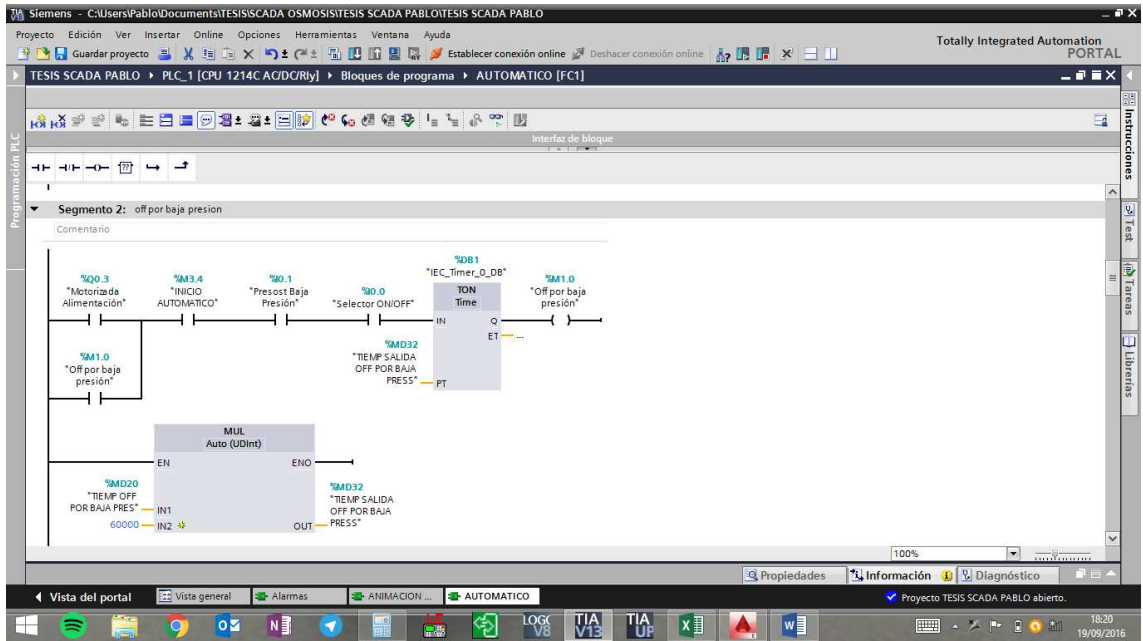 Siemens - C:\Users\Pablo\Documents\TESIS\SCADA OSMOSIS\TESIS SCADA PABLO\TESIS SCADA PABLO
Proyecto Edición Ver Insertar Online Opciones Herramientas Ventana Ayuda
Totally Integrated Automation
PORTAL
Guardar proyecto
Establecer conexión online
Deshacer conexión online
TESIS SCADA PABLO PLC_1 [CPU 1214C AC/DC/Rly] Bloques de programa AUTOMATICO [FC1]
Interfaz de bloque
Programación PLC
Instrucciones
Test
Tareas
Librerías
Segmento 2: off por baja presion
Comentario
%Q0.3
"Motorizada
Alimentación"
%M3.4
"INICIO
AUTOMATICO"
%I0.1
"Presost Baja
Presión"
%I0.0
"Selector ON/OFF"
%DB1
"IEC_Timer_0_DB"
TON
Time
IN
Q
ET
...
PT
%M1.0
"Off por baja
presión"
%M1.0
"Off por baja
presión"
%MD32
"TIEMP SALIDA
OFF POR BAJA
PRESS"
MUL
Auto (UDInt)
EN
ENO
%MD20
"TIEMP OFF
POR BAJA PRES"
IN1
60000
IN2
OUT
%MD32
"TIEMP SALIDA
OFF POR BAJA
PRESS"
100%
Propiedades
Información
Diagnóstico
Vista del portal
Vista general
Alarmas
ANIMACION ...
AUTOMATICO
Proyecto TESIS SCADA PABLO abierto.
TIA
V13
TIA
UP
18:20
19/09/2016